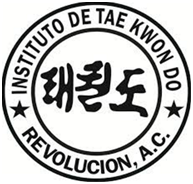 INSTITUTO DE TAE KWON DO
태권도
REVOLUCION, A.C.